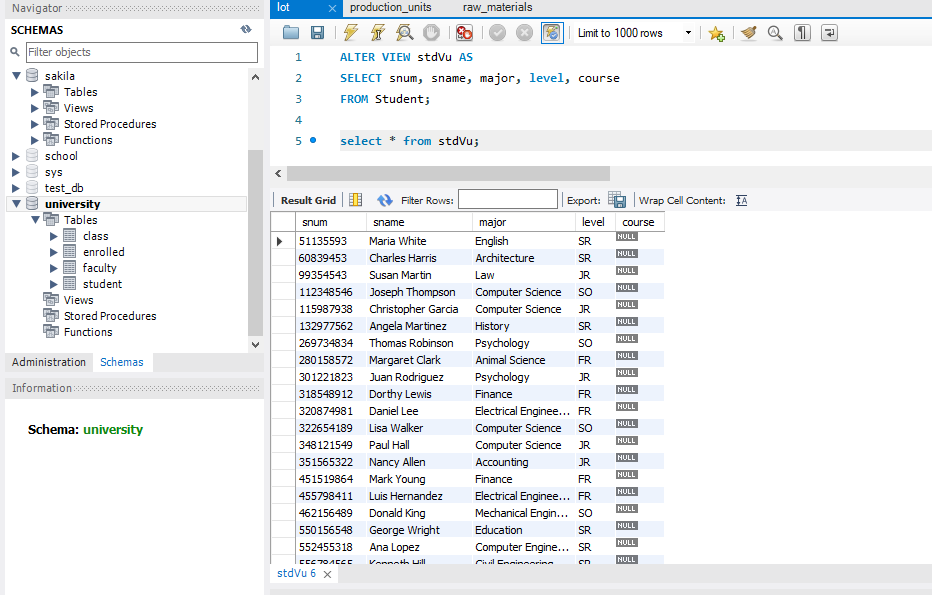 Navigator
SCHEMAS
Filter objects
sakila
Tables
Views
Stored Procedures
Functions
school
sys
test_db
university
Tables
class
enrolled
faculty
student
Views
Stored Procedures
Functions
Administration Schemas
Information
Schema: university
lot production_units raw_materials
Limit to 1000 rows
1 ALTER VIEW stdVu AS
2 SELECT snum, sname, major, level, course
3 FROM Student;
4
5 select * from stdVu;
Result Grid Filter Rows: Export: Wrap Cell Content: IA
snum sname major level course
51135593 Maria White English SR NULL
60839453 Charles Harris Architecture SR NULL
99354543 Susan Martin Law JR NULL
112348546 Joseph Thompson Computer Science SO NULL
115987938 Christopher Garcia Computer Science JR NULL
132977562 Angela Martinez History SR NULL
269734834 Thomas Robinson Psychology SO NULL
280158572 Margaret Clark Animal Science FR NULL
301221823 Juan Rodriguez Psychology JR NULL
318548912 Dorthy Lewis Finance FR NULL
320874981 Daniel Lee Electrical Enginee... FR NULL
322654189 Lisa Walker Computer Science SO NULL
348121549 Paul Hall Computer Science JR NULL
351565322 Nancy Allen Accounting JR NULL
451519864 Mark Young Finance FR NULL
455798411 Luis Hernandez Electrical Enginee... FR NULL
462156489 Donald King Mechanical Engin... SO NULL
550156548 George Wright Education SR NULL
552455318 Ana Lopez Computer Engine... SR NULL
556784565 Kenneth Hill Civil Engineering SR NULL
stdVu 6